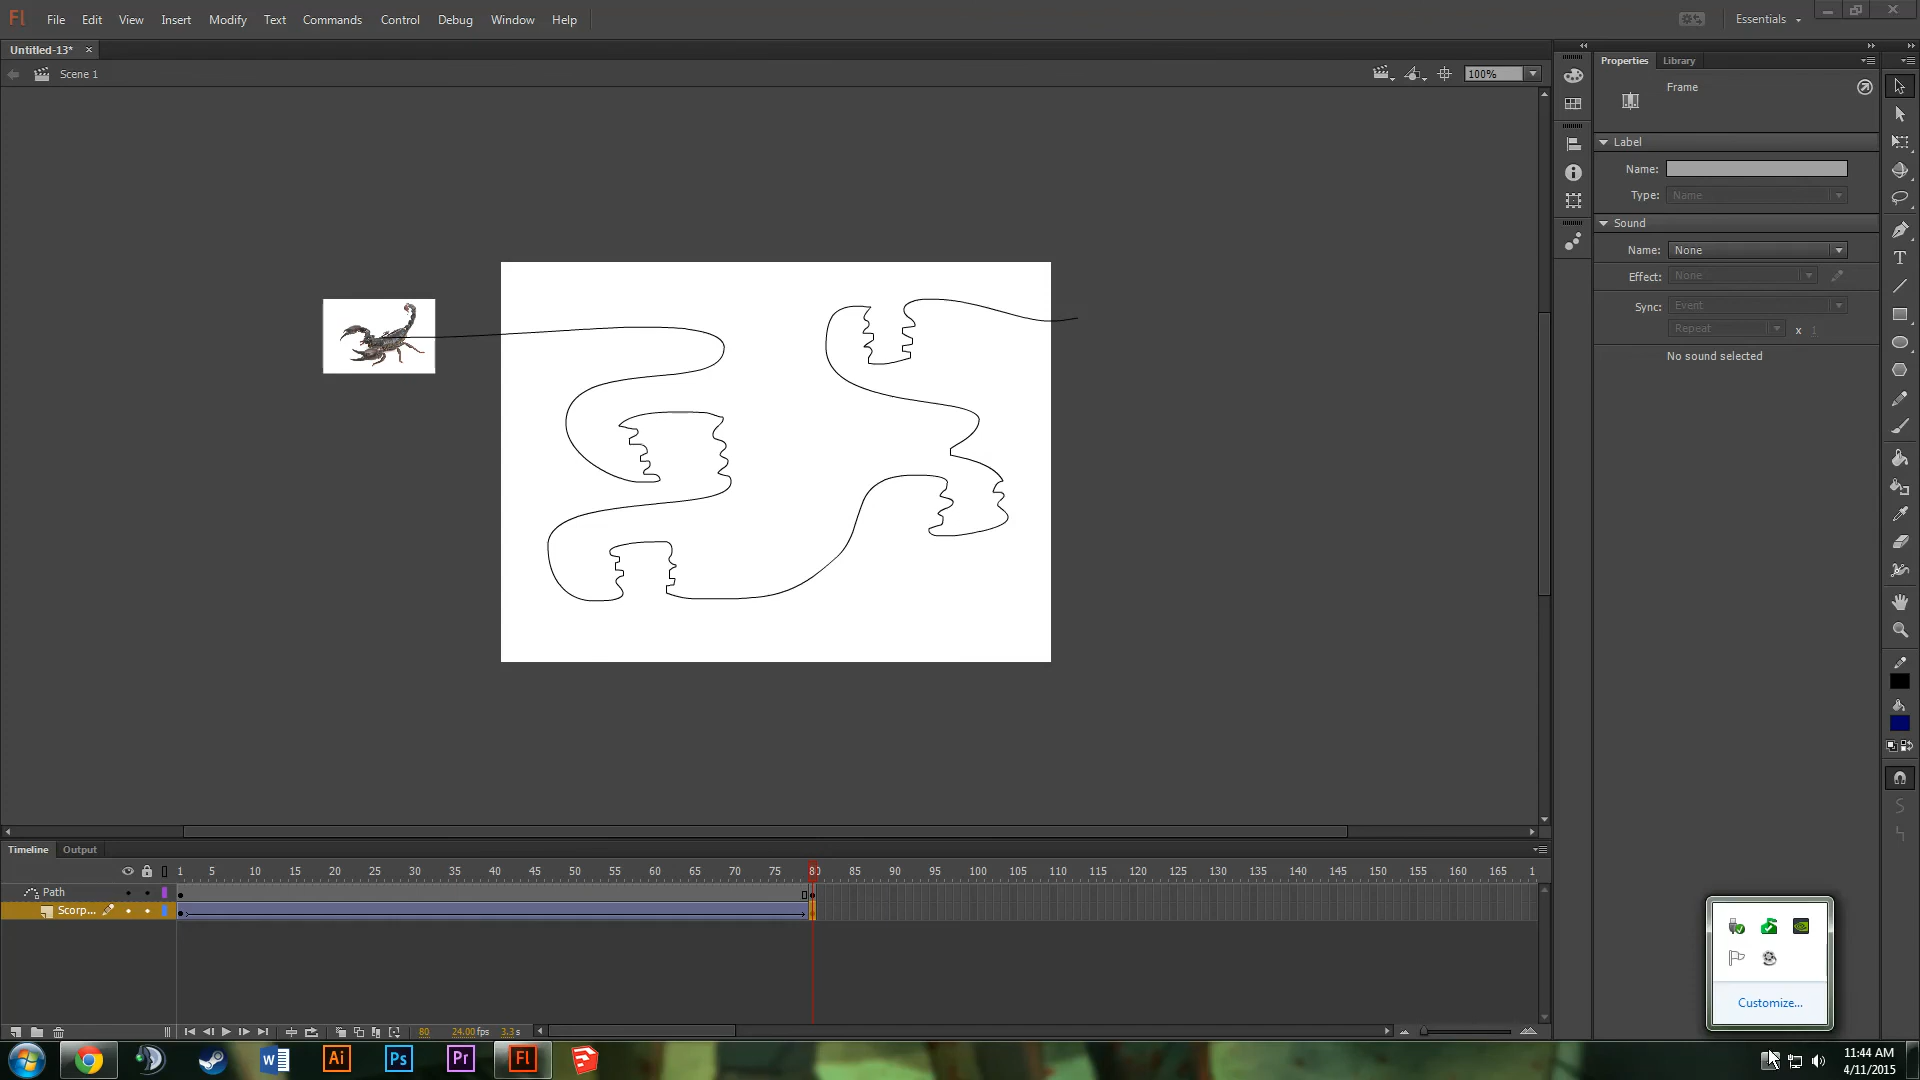 Fl File Edit View Insert Modify Text Commands Control Debug Window Help Essentials
Untitled-13*
Scene 1
100%
Properties Library
Frame
Label
Name:
Type: Name
Sound
Name: None
Effect: None
Sync: Event
Repeat x 1
No sound selected
T
Timeline Output
1 5 10 15 20 25 30 35 40 45 50 55 60 65 70 75 80 85 90 95 100 105 110 115 120 125 130 135 140 145 150 155 160 165 1
Path
Scorp...
80 24.00 fps 3.3 s
Customize...
W Ai Ps Pr Fl
11:44 AM
4/11/2015